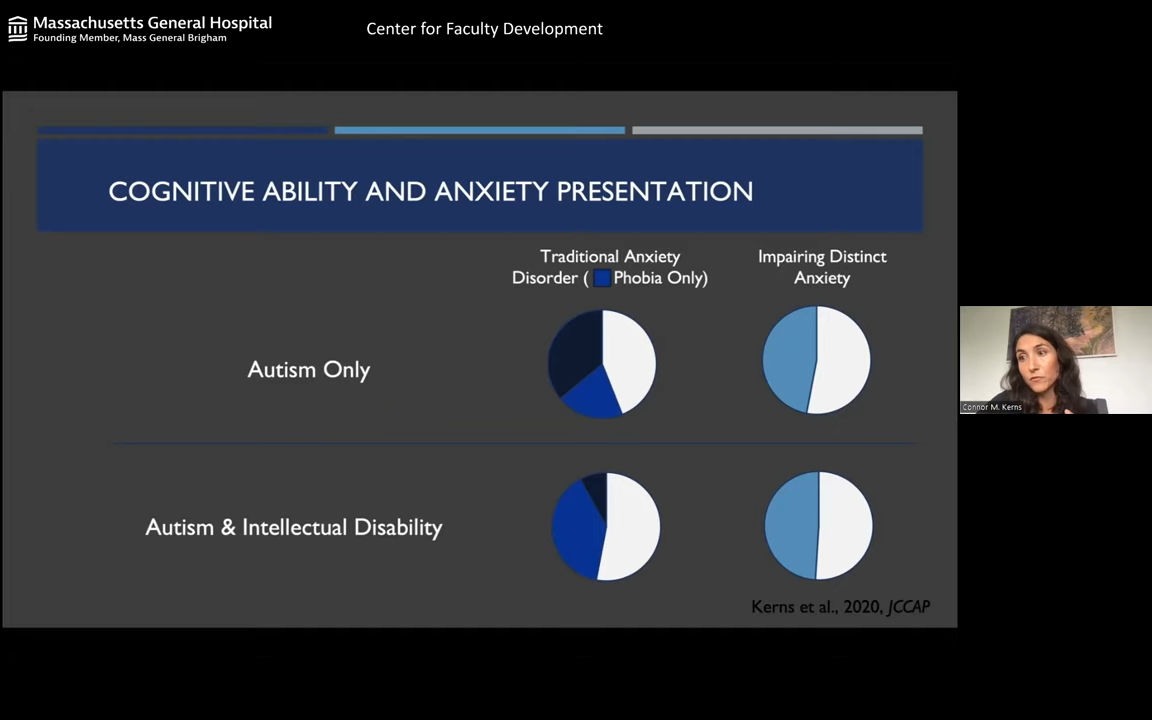 Massachusetts General Hospital
Founding Member, Mass General Brigham
Center for Faculty Development
COGNITIVE ABILITY AND ANXIETY PRESENTATION
Traditional Anxiety
Disorder ( Phobia Only)
Impairing Distinct
Anxiety
Autism Only
Autism & Intellectual Disability
Kerns et al., 2020, JCCAP
Connor M. Kerns